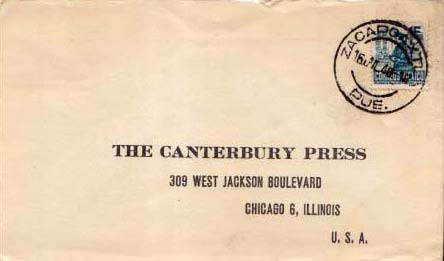 ZACAPOAXTLA
PUE.
CORREOS MEXICO
THE CANTERBURY PRESS
309 WEST JACKSON BOULEVARD
CHICAGO 6, ILLINOIS
U. S. A.